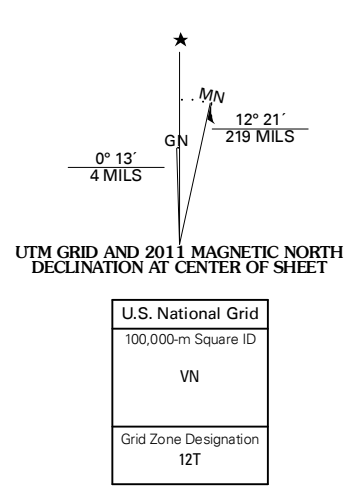 ★
MN
GN
12° 21´
219 MILS
0° 13´
4 MILS
UTM GRID AND 2011 MAGNETIC NORTH
DECLINATION AT CENTER OF SHEET
U.S. National Grid
100,000-m Square ID
VN
Grid Zone Designation
12T